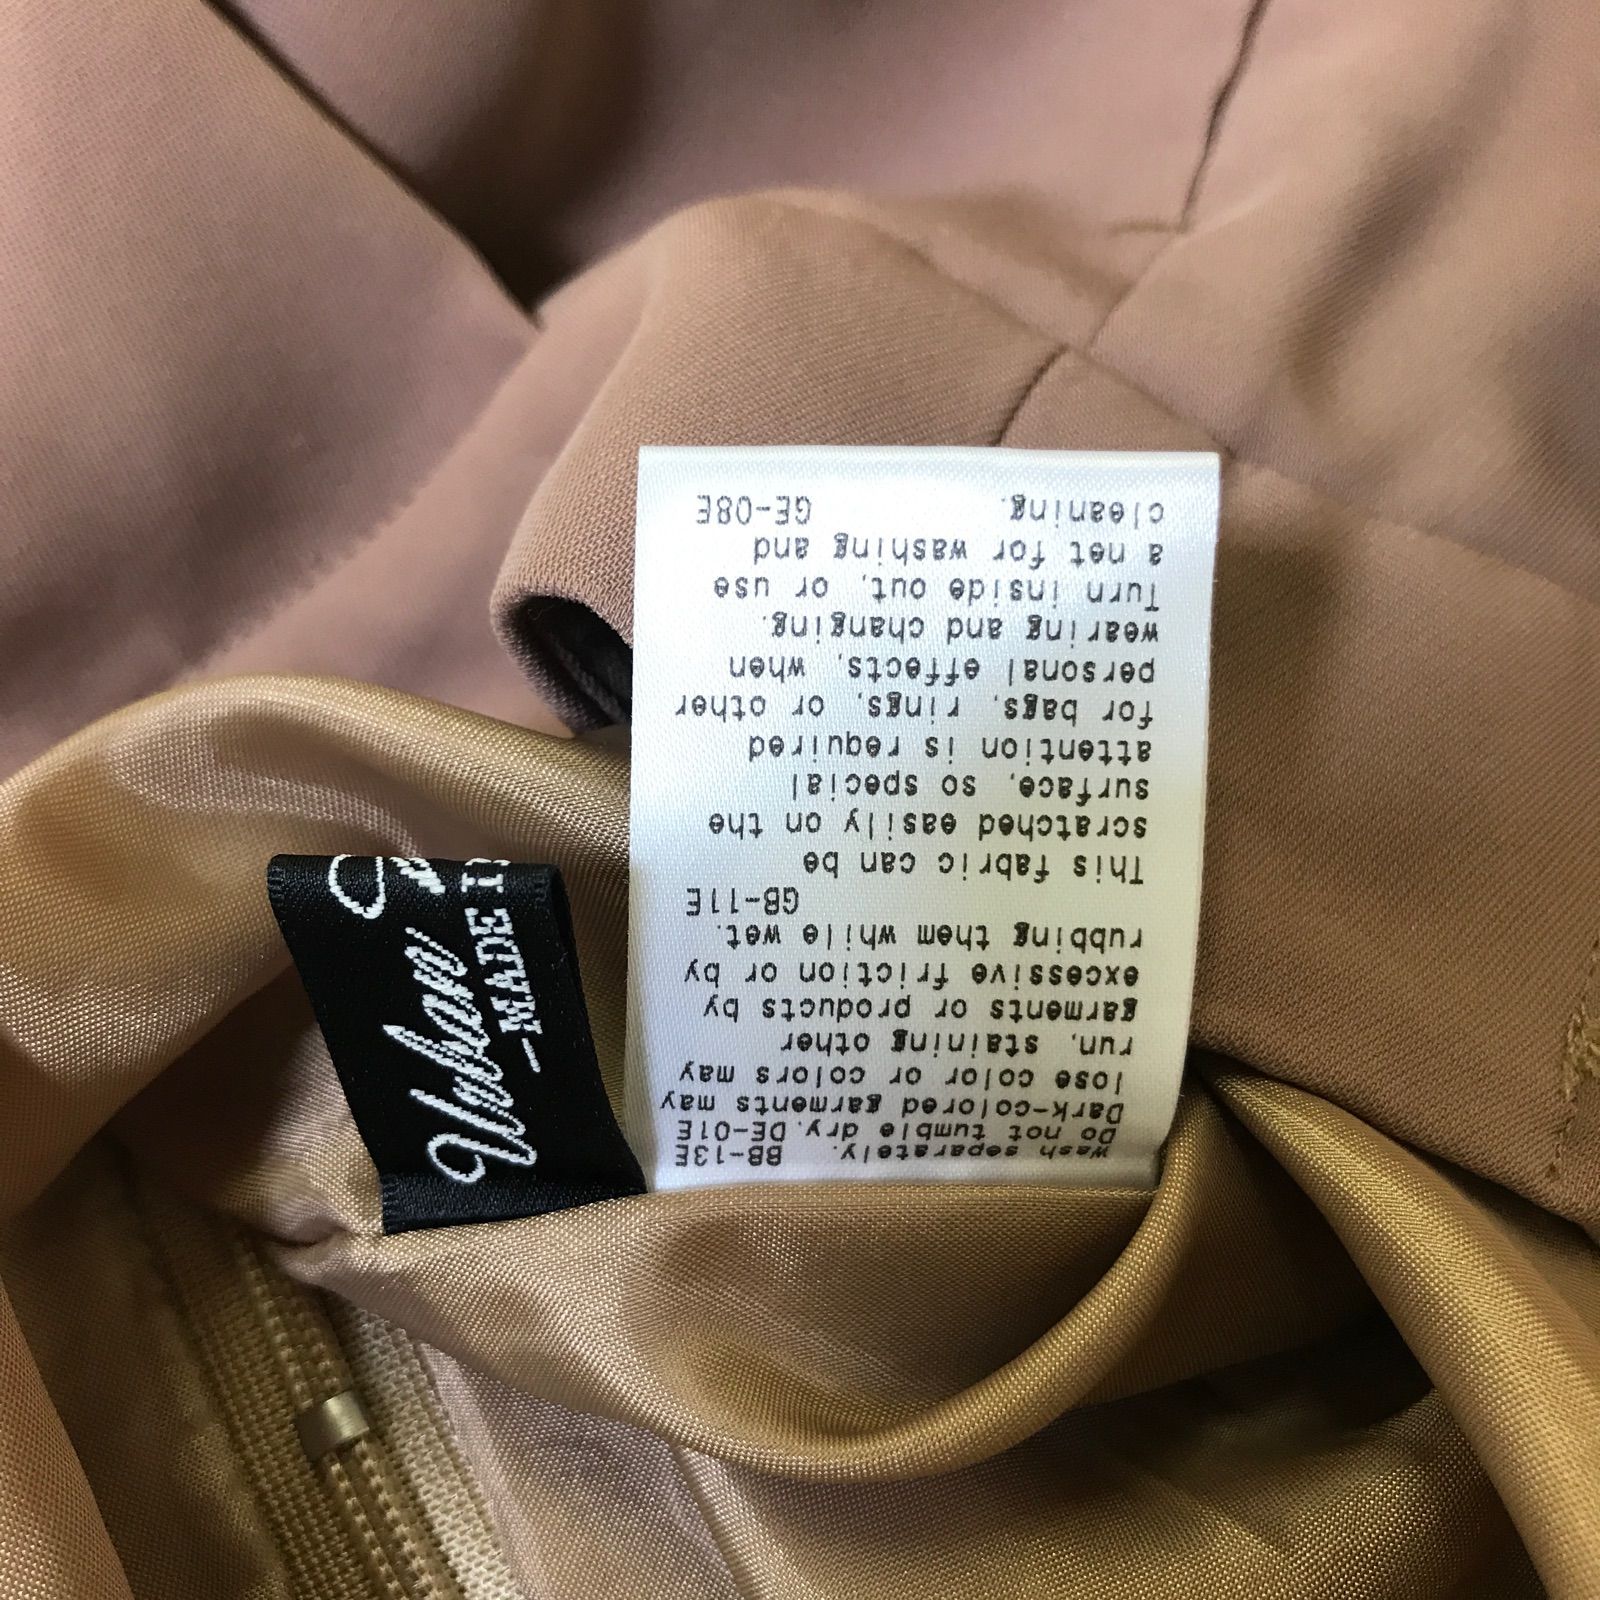 wash separately. BB-13E
Do not tumble dry. DE-01E
Dark-colored garments may
lose color or colors may
run, staining other
garments or products by
excessive friction or by
rubbing them while wet.
GB-11E
This fabric can be
scratched easily on the
surface, so special
attention is required
for bags, rings, or other
personal effects, when
wearing and changing.
Turn inside out, or use
a net for washing and
cleaning. GE-08E
Urban
—MADE I